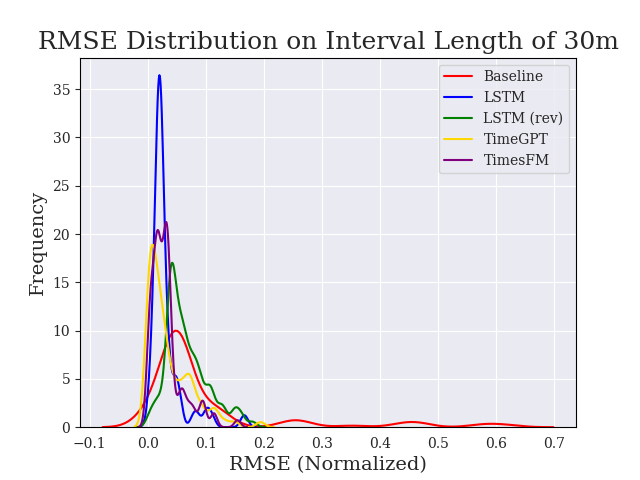 RMSE Distribution on Interval Length of 30m
Baseline
LSTM
LSTM (rev)
TimeGPT
TimesFM
Frequency
35
30
25
20
15
10
5
0
−0.1 0.0 0.1 0.2 0.3 0.4 0.5 0.6 0.7
RMSE (Normalized)